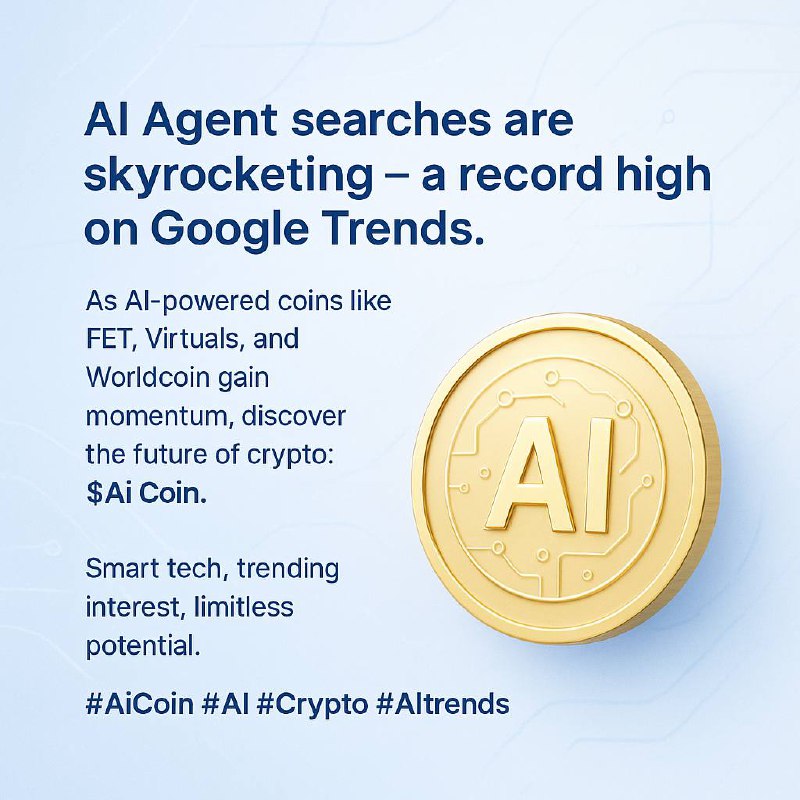 AI Agent searches are
skyrocketing – a record high
on Google Trends.
As AI-powered coins like
FET, Virtuals, and
Worldcoin gain
momentum, discover
the future of crypto:
$Ai Coin.
AI
Smart tech, trending
interest, limitless
potential.
#AiCoin #AI #Crypto #AItrends